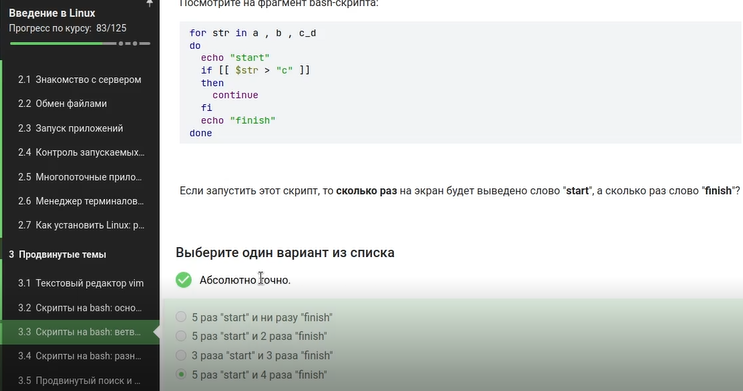 Введение в Linux
Прогресс по курсу: 83/125
2.1 Знакомство с сервером
2.2 Обмен файлами
2.3 Запуск приложений
2.4 Контроль запускаемых...
2.5 Многопоточные прило...
2.6 Менеджер терминалов...
2.7 Как установить Linux: р...
3 Продвинутые темы
3.1 Текстовый редактор vim
3.2 Скрипты на bash: осно...
3.3 Скрипты на bash: ветв...
3.4 Скрипты на bash: разн...
3.5 Продвинутый поиск и ...
Посмотрите на фрагмент bash-скрипта:
for str in a , b , c_d
do
echo "start"
if [[ $str > "c" ]]
then
continue
fi
echo "finish"
done
Если запустить этот скрипт, то сколько раз на экран будет выведено слово "start", а сколько раз слово "finish"?
Выберите один вариант из списка
Абсолютно точно.
5 раз "start" и ни разу "finish"
5 раз "start" и 2 раза "finish"
3 раза "start" и 3 раза "finish"
5 раз "start" и 4 раза "finish"